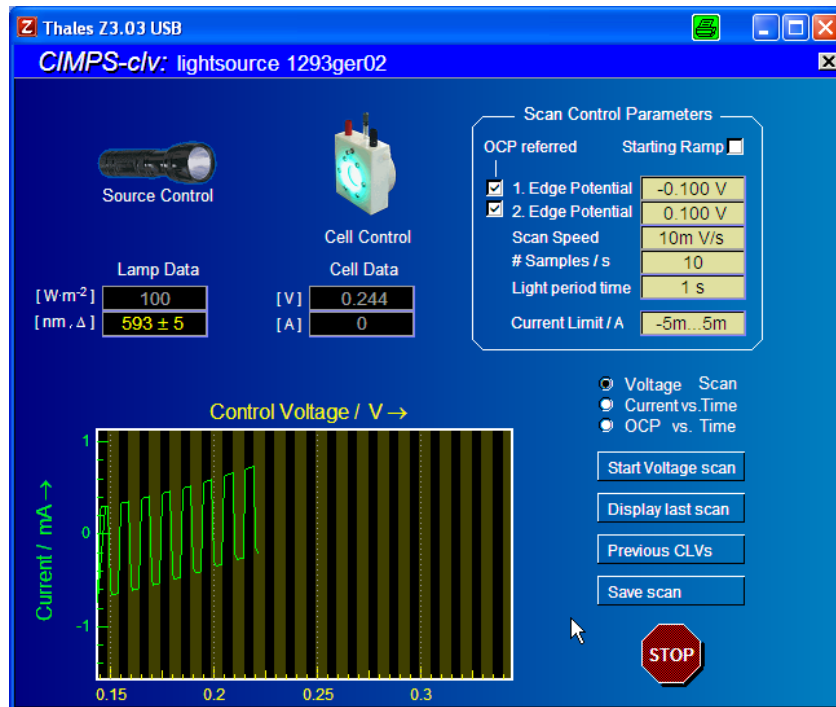 Thales Z3.03 USB
CIMPS-clv: lightsource 1293ger02
Scan Control Parameters
OCP referred Starting Ramp
1. Edge Potential -0.100 V
2. Edge Potential 0.100 V
Scan Speed 10m V/s
# Samples / s 10
Light period time 1 s
Current Limit / A -5m...5m
Source Control
Cell Control
Lamp Data
[W·m-2] 100
[nm, Δ] 593 ± 5
Cell Data
[V] 0.244
[A] 0
Voltage Scan
Current vs. Time
OCP vs. Time
Start Voltage scan
Display last scan
Previous CLVs
Save scan
STOP
Control Voltage / V →
Current / mA →
1
0
-1
0.15 0.2 0.25 0.3